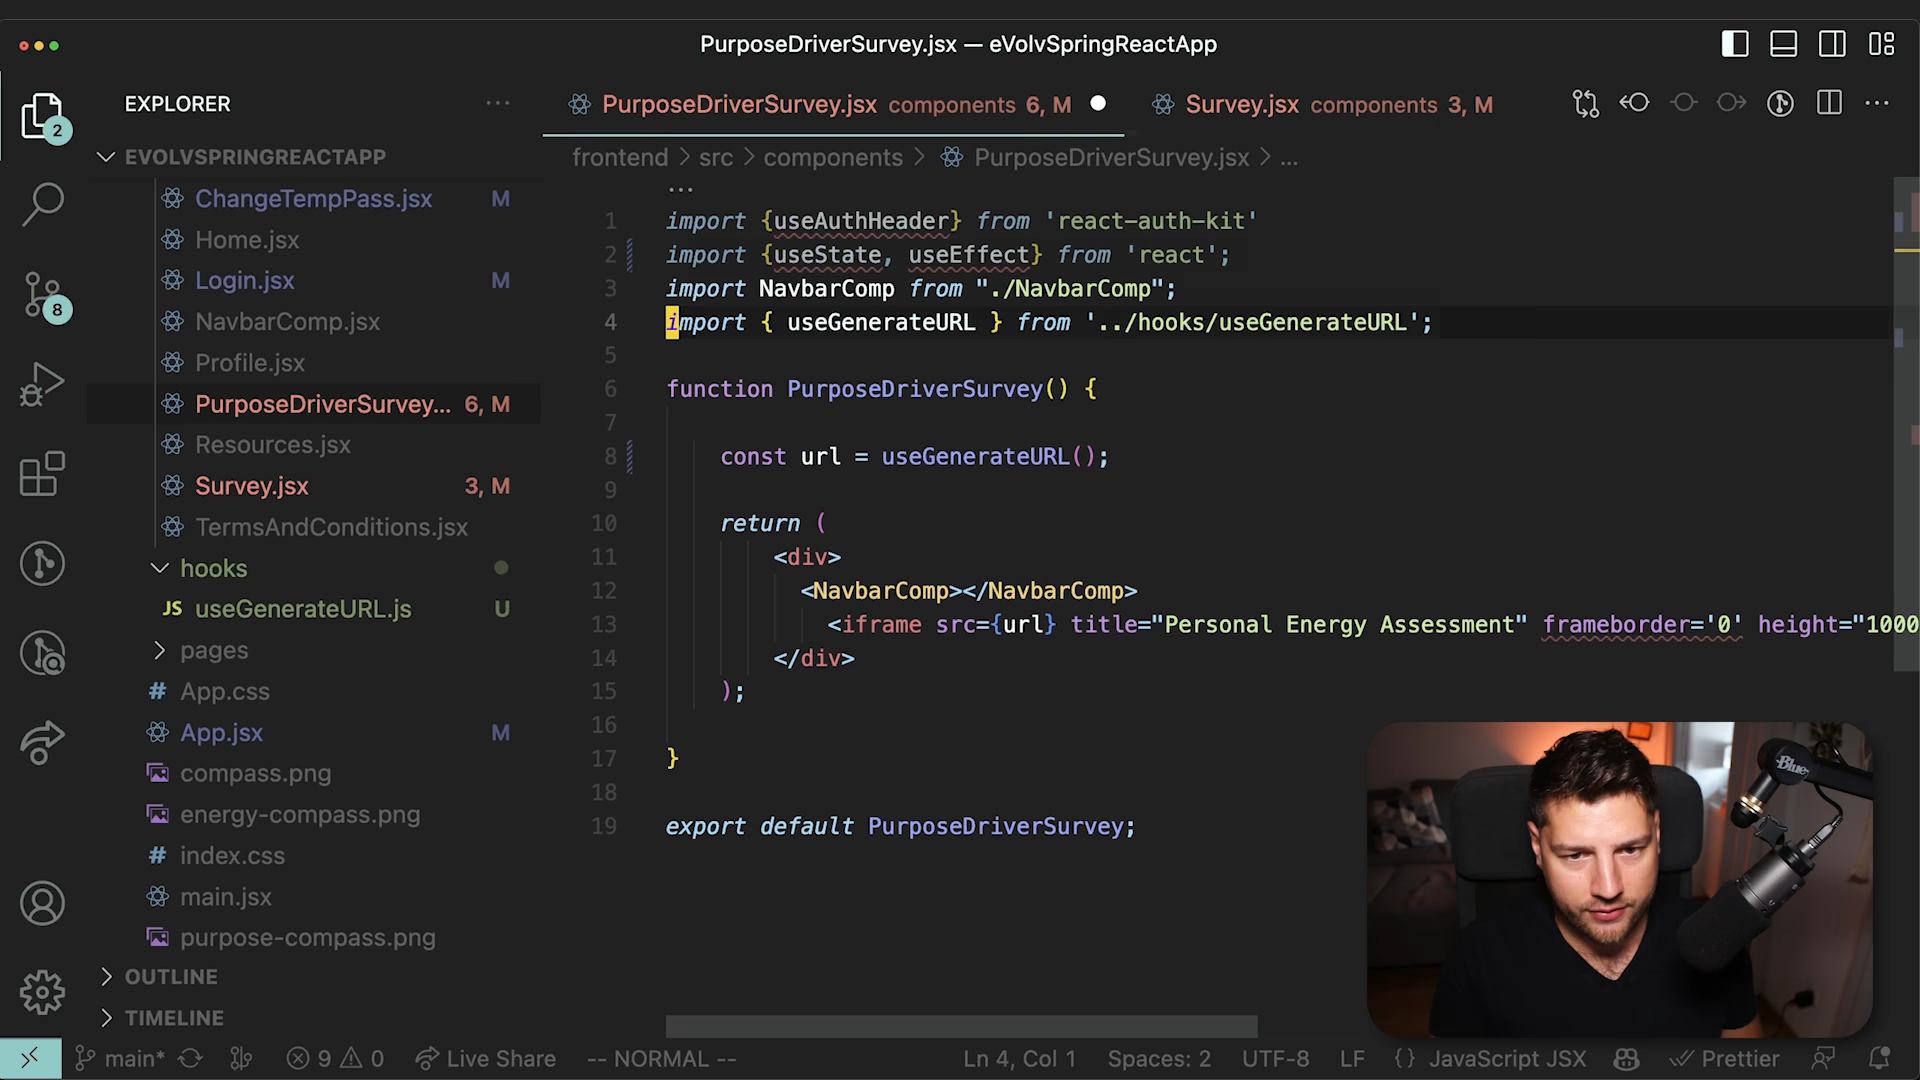 PurposeDriverSurvey.jsx — eVolvSpringReactApp
2
8
EXPLORER
...
EVOLVSPRINGREACTAPP
ChangeTempPass.jsx M
Home.jsx
Login.jsx M
NavbarComp.jsx
Profile.jsx
PurposeDriverSurvey... 6, M
Resources.jsx
Survey.jsx 3, M
TermsAndConditions.jsx
hooks
JS useGenerateURL.js U
pages
# App.css
App.jsx M
compass.png
energy-compass.png
# index.css
main.jsx
purpose-compass.png
OUTLINE
TIMELINE
PurposeDriverSurvey.jsx components 6, M
Survey.jsx components 3, M
...
frontend > src > components > PurposeDriverSurvey.jsx > ...
...
1 import {useAuthHeader} from 'react-auth-kit'
2 import {useState, useEffect} from 'react';
3 import NavbarComp from "./NavbarComp";
4 import { useGenerateURL } from '../hooks/useGenerateURL';
5
6 function PurposeDriverSurvey() {
7
8 const url = useGenerateURL();
9
10 return (
11 <div>
12 <NavbarComp></NavbarComp>
13 <iframe src={url} title="Personal Energy Assessment" frameborder='0' height="1000
14 </div>
15 );
16
17 }
18
19 export default PurposeDriverSurvey;
Blue
main* 9 0 Live Share -- NORMAL -- Ln 4, Col 1 Spaces: 2 UTF-8 LF {} JavaScript JSX Prettier